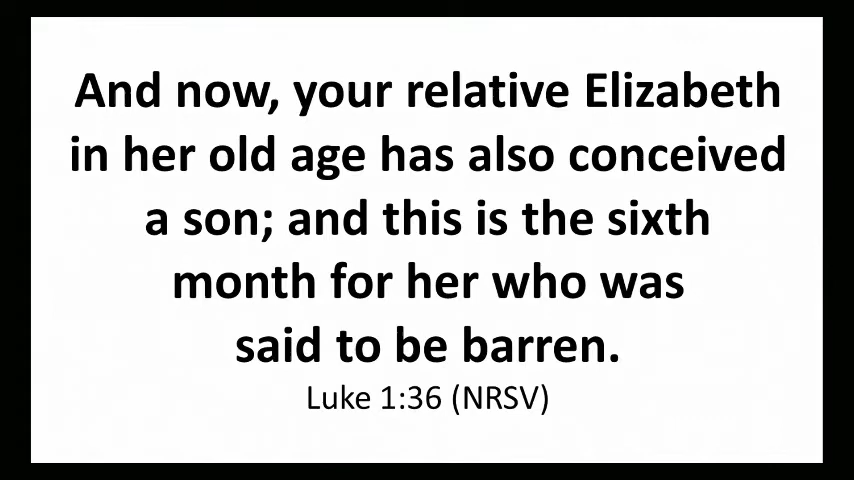 And now, your relative Elizabeth
in her old age has also conceived
a son; and this is the sixth
month for her who was
said to be barren.
Luke 1:36 (NRSV)